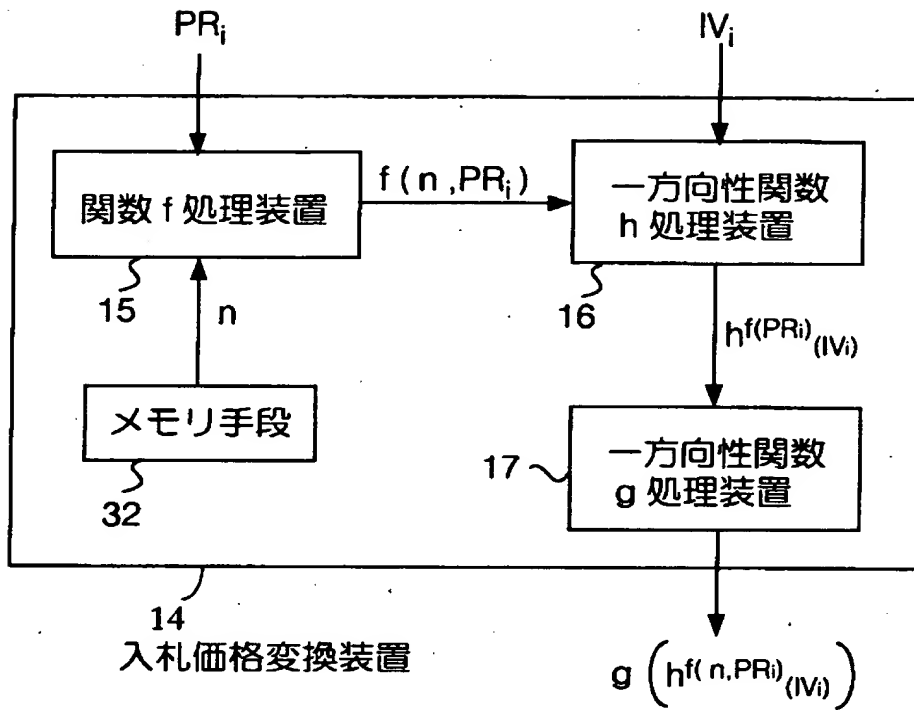 PRi
IVi
関数 f 処理装置
f ( n , PRi )
一方向性関数
h 処理装置
15
n
16
h^f(PRi) (IVi)
メモリ手段
32
17
一方向性関数
g 処理装置
14
入札価格変換装置
g ( h^f( n, PRi) (IVi) )